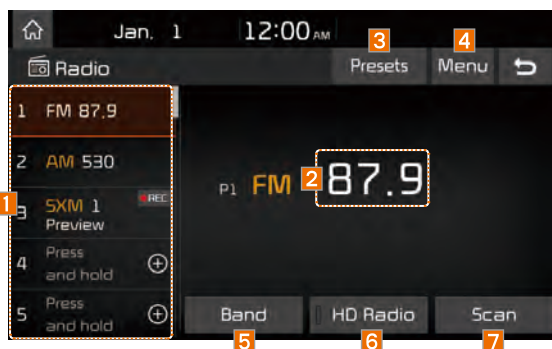 Jan. 1 12:00 AM
3 4
Radio Presets Menu
1 FM 87.9
2 AM 530
P1 FM 2 87.9
1
3 SXM 1 REC
Preview
4 Press
and hold
5 Press
and hold
Band HD Radio Scan
5 6 7